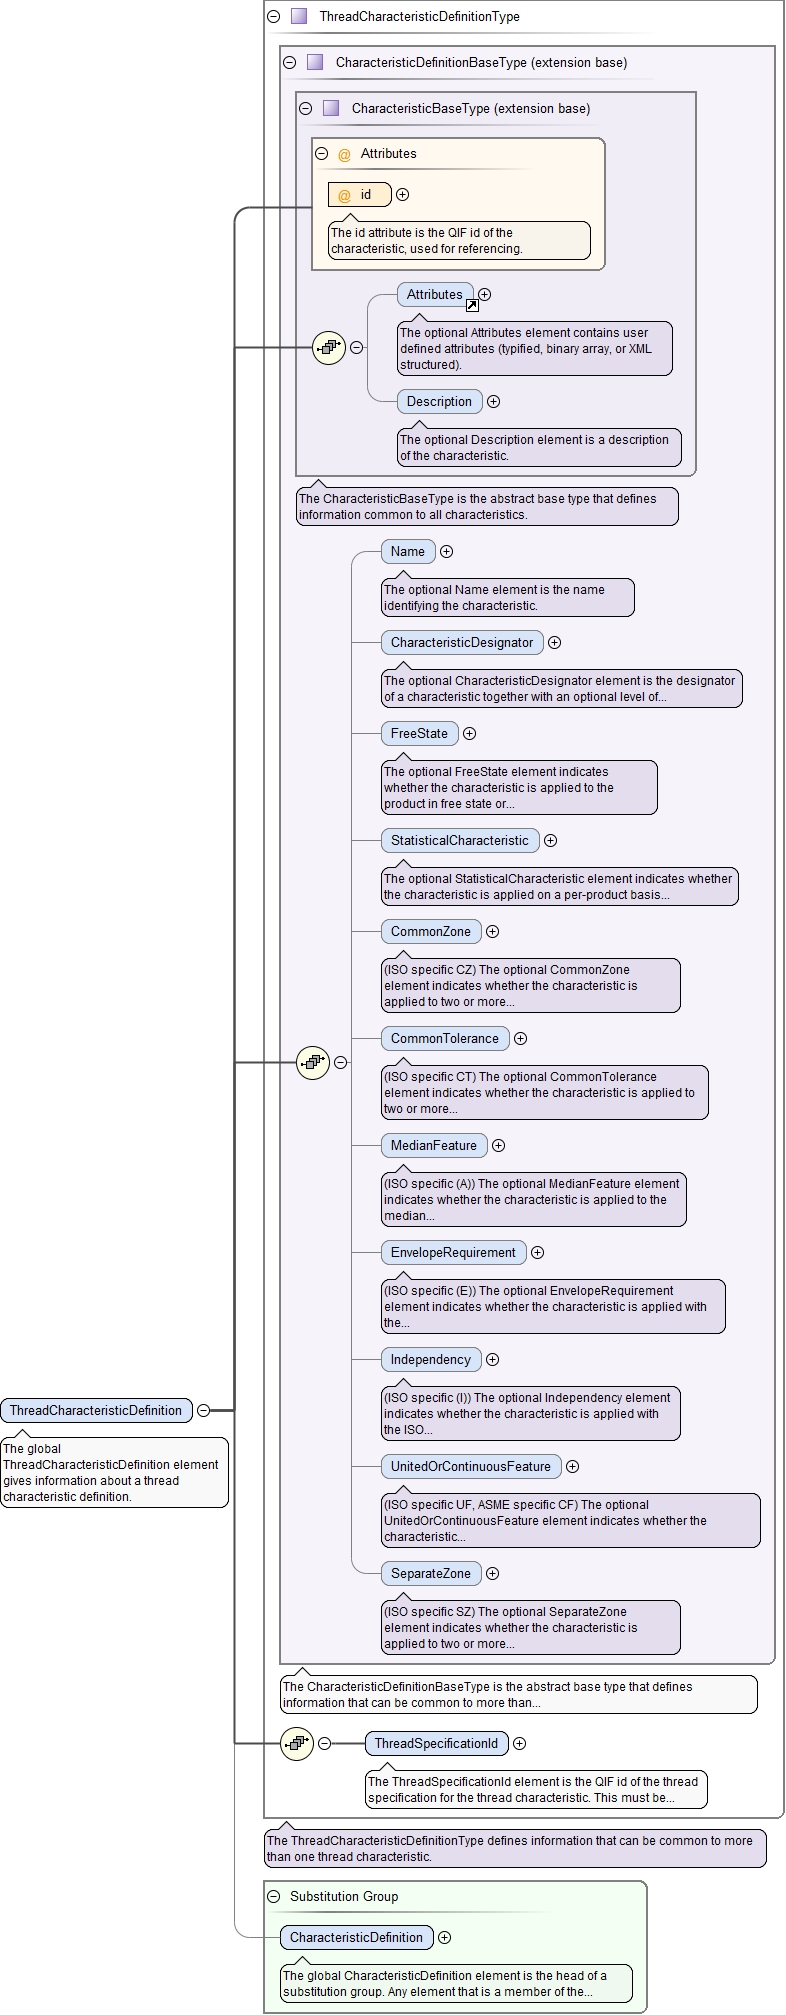 ThreadCharacteristicDefinitionType
CharacteristicDefinitionBaseType (extension base)
CharacteristicBaseType (extension base)
@ Attributes
@ id
The id attribute is the QIF id of the
characteristic, used for referencing.
Attributes
The optional Attributes element contains user
defined attributes (typified, binary array, or XML
structured).
Description
The optional Description element is a description
of the characteristic.
The CharacteristicBaseType is the abstract base type that defines
information common to all characteristics.
Name
The optional Name element is the name
identifying the characteristic.
CharacteristicDesignator
The optional CharacteristicDesignator element is the designator
of a characteristic together with an optional level of...
FreeState
The optional FreeState element indicates
whether the characteristic is applied to the
product in free state or...
StatisticalCharacteristic
The optional StatisticalCharacteristic element indicates whether
the characteristic is applied on a per-product basis...
CommonZone
(ISO specific CZ) The optional CommonZone
element indicates whether the characteristic is
applied to two or more...
CommonTolerance
(ISO specific CT) The optional CommonTolerance
element indicates whether the characteristic is applied to
two or more...
MedianFeature
(ISO specific (A)) The optional MedianFeature element
indicates whether the characteristic is applied to the
median...
EnvelopeRequirement
(ISO specific (E)) The optional EnvelopeRequirement
element indicates whether the characteristic is applied with
the...
Independency
(ISO specific (I)) The optional Independency element
indicates whether the characteristic is applied with
the ISO...
ThreadCharacteristicDefinition
The global
ThreadCharacteristicDefinition element
gives information about a thread
characteristic definition.
UnitedOrContinuousFeature
(ISO specific UF, ASME specific CF) The optional
UnitedOrContinuousFeature element indicates whether the
characteristic...
SeparateZone
(ISO specific SZ) The optional SeparateZone
element indicates whether the characteristic is
applied to two or more...
The CharacteristicDefinitionBaseType is the abstract base type that defines
information that can be common to more than...
ThreadSpecificationId
The ThreadSpecificationId element is the QIF id of the thread
specification for the thread characteristic. This must be...
The ThreadCharacteristicDefinitionType defines information that can be common to more
than one thread characteristic.
Substitution Group
CharacteristicDefinition
The global CharacteristicDefinition element is the head of a
substitution group. Any element that is a member of the...